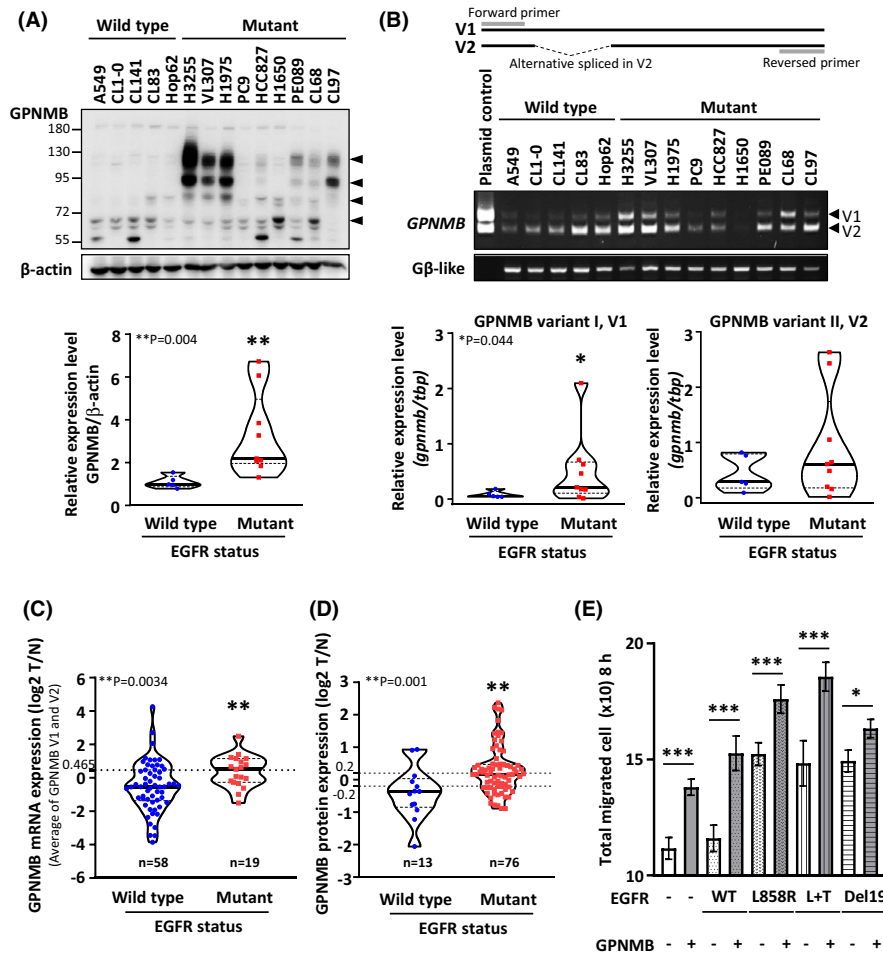 (A)
Wild type
Mutant
A549
CL1-0
CL141
CL83
Hop62
H3255
VL307
H1975
PC9
HCC827
H1650
PE089
CL68
CL97
GPNMB
180
130
95
72
55
β-actin
**P=0.004
**
Relative expression level
GPNMB/β-actin
8
6
4
2
0
Wild type
Mutant
EGFR status
(B)
Forward primer
V1
V2
Alternative spliced in V2
Reversed primer
Wild type
Mutant
Plasmid control
A549
CL1-0
CL141
CL83
Hop62
H3255
VL307
H1975
PC9
HCC827
H1650
PE089
CL68
CL97
GPNMB
V1
V2
Gβ-like
GPNMB variant I, V1
*P=0.044
*
Relative expression level
(gpnmb/tbp)
3
2
1
0
Wild type
Mutant
EGFR status
GPNMB variant II, V2
Relative expression level
(gpnmb/tbp)
3
2
1
0
Wild type
Mutant
EGFR status
(C)
GPNMB mRNA expression (log2 T/N)
(Average of GPNMB V1 and V2)
**P=0.0034
**
6
4
2
0.465
0
-2
-4
-6
n=58
n=19
Wild type
Mutant
EGFR status
(D)
GPNMB protein expression (log2 T/N)
**P=0.001
**
3
2
1
0.2
0
-0.2
-1
-2
-3
n=13
n=76
Wild type
Mutant
EGFR status
(E)
Total migrated cell (x10) 8 h
20
15
10
***
***
***
***
*
EGFR - - WT L858R L+T Del19
GPNMB - + - + - + - + - +